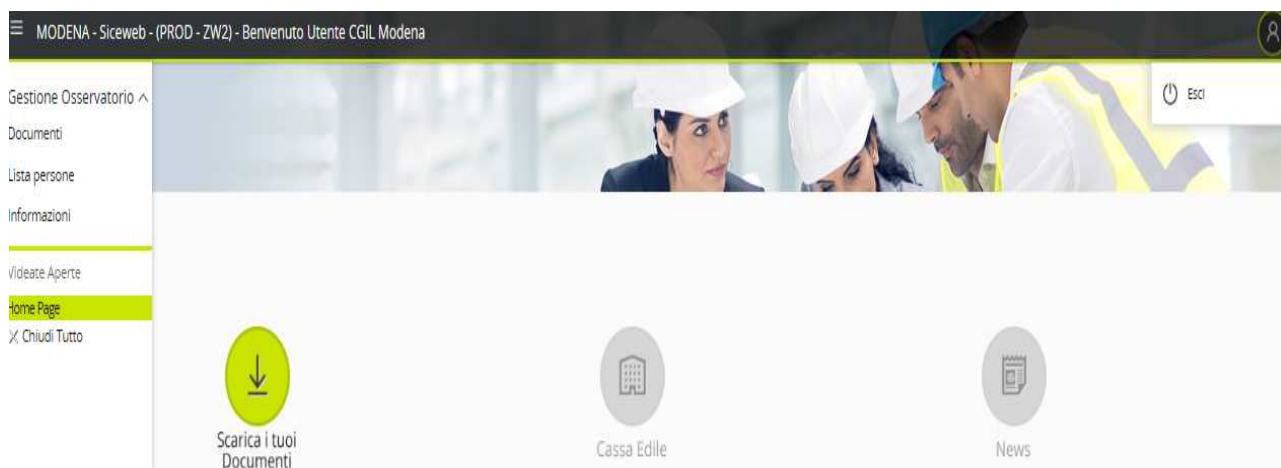 MODENA - Siceweb - (PROD - ZW2) - Benvenuto Utente CGIL Modena
Esci
Gestione Osservatorio
Documenti
Lista persone
Informazioni
Videate Aperte
Home Page
Chiudi Tutto
Scarica i tuoi
Documenti
Cassa Edile
News